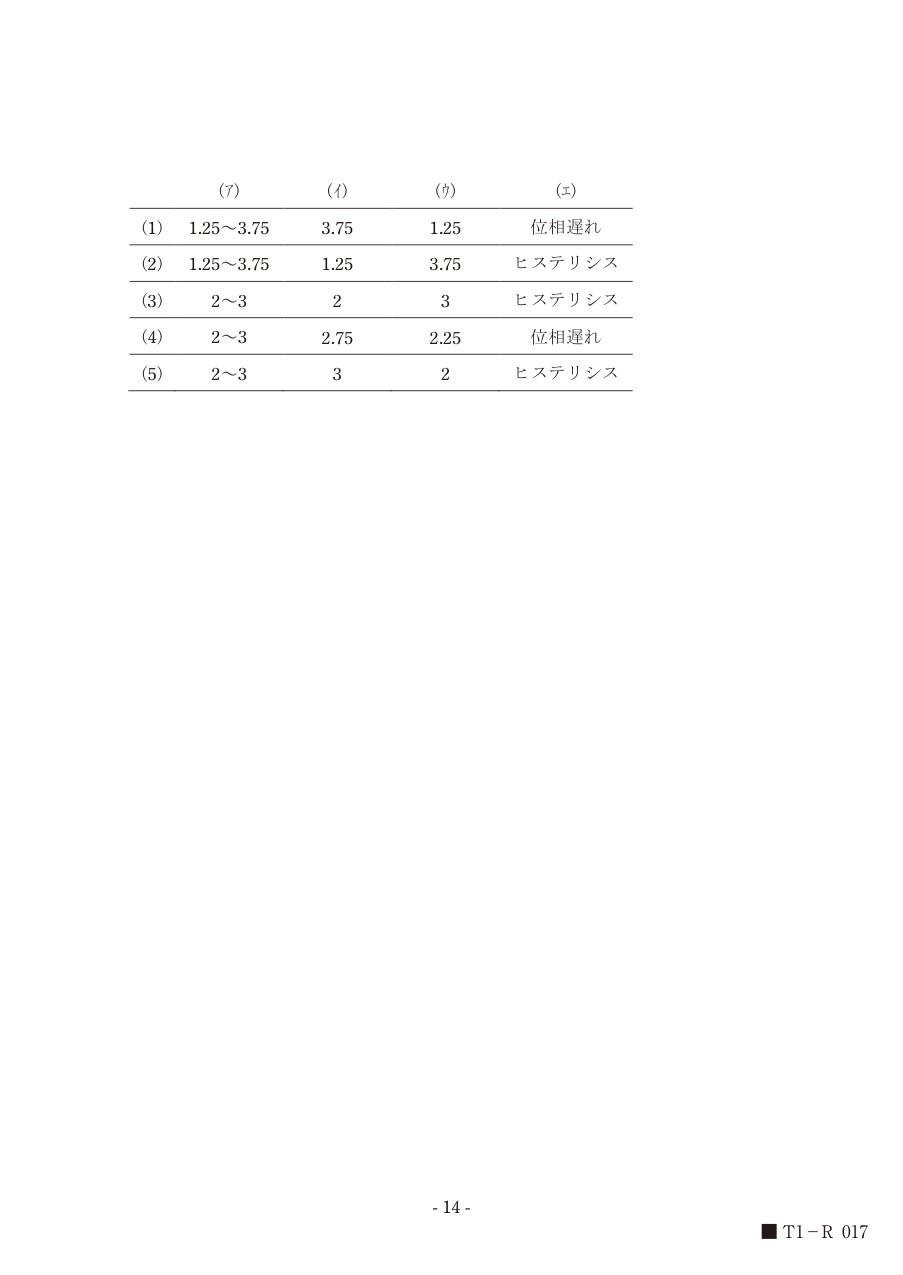 (ア) (イ) (ウ) (エ)
(1) 1.25～3.75 3.75 1.25 位相遅れ
(2) 1.25～3.75 1.25 3.75 ヒステリシス
(3) 2～3 2 3 ヒステリシス
(4) 2～3 2.75 2.25 位相遅れ
(5) 2～3 3 2 ヒステリシス
- 14 -
■ T1－R 017